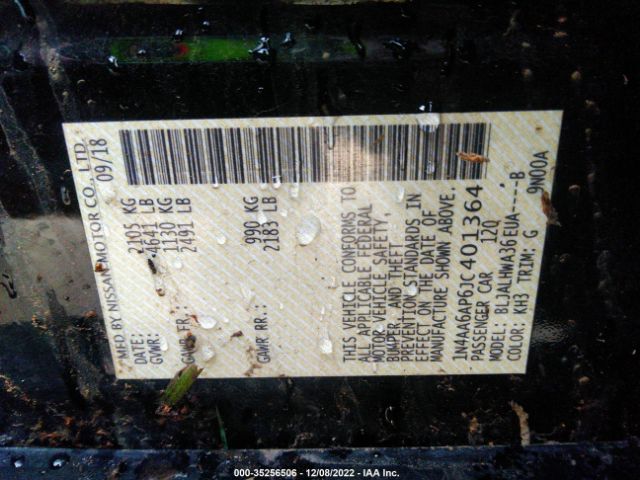 MFD BY NISSAN MOTOR CO., LTD.
DATE: 09/18
GVWR: 2105 KG
4641 LB
GAWR FR.: 1130 KG
2491 LB
GAWR RR.: 990 KG
2183 LB
THIS VEHICLE CONFORMS TO
ALL APPLICABLE FEDERAL
MOTOR VEHICLE SAFETY,
BUMPER, AND THEFT
PREVENTION STANDARDS IN
EFFECT ON THE DATE OF
MANUFACTURE SHOWN ABOVE.
1N4AA6AP6JC401364
PASSENGER CAR 12Q
MODEL: BLJALHWA36EUA----B
COLOR: KH3 TRIM: G 9N00A
000-35256506 - 12/08/2022 - IAA Inc.